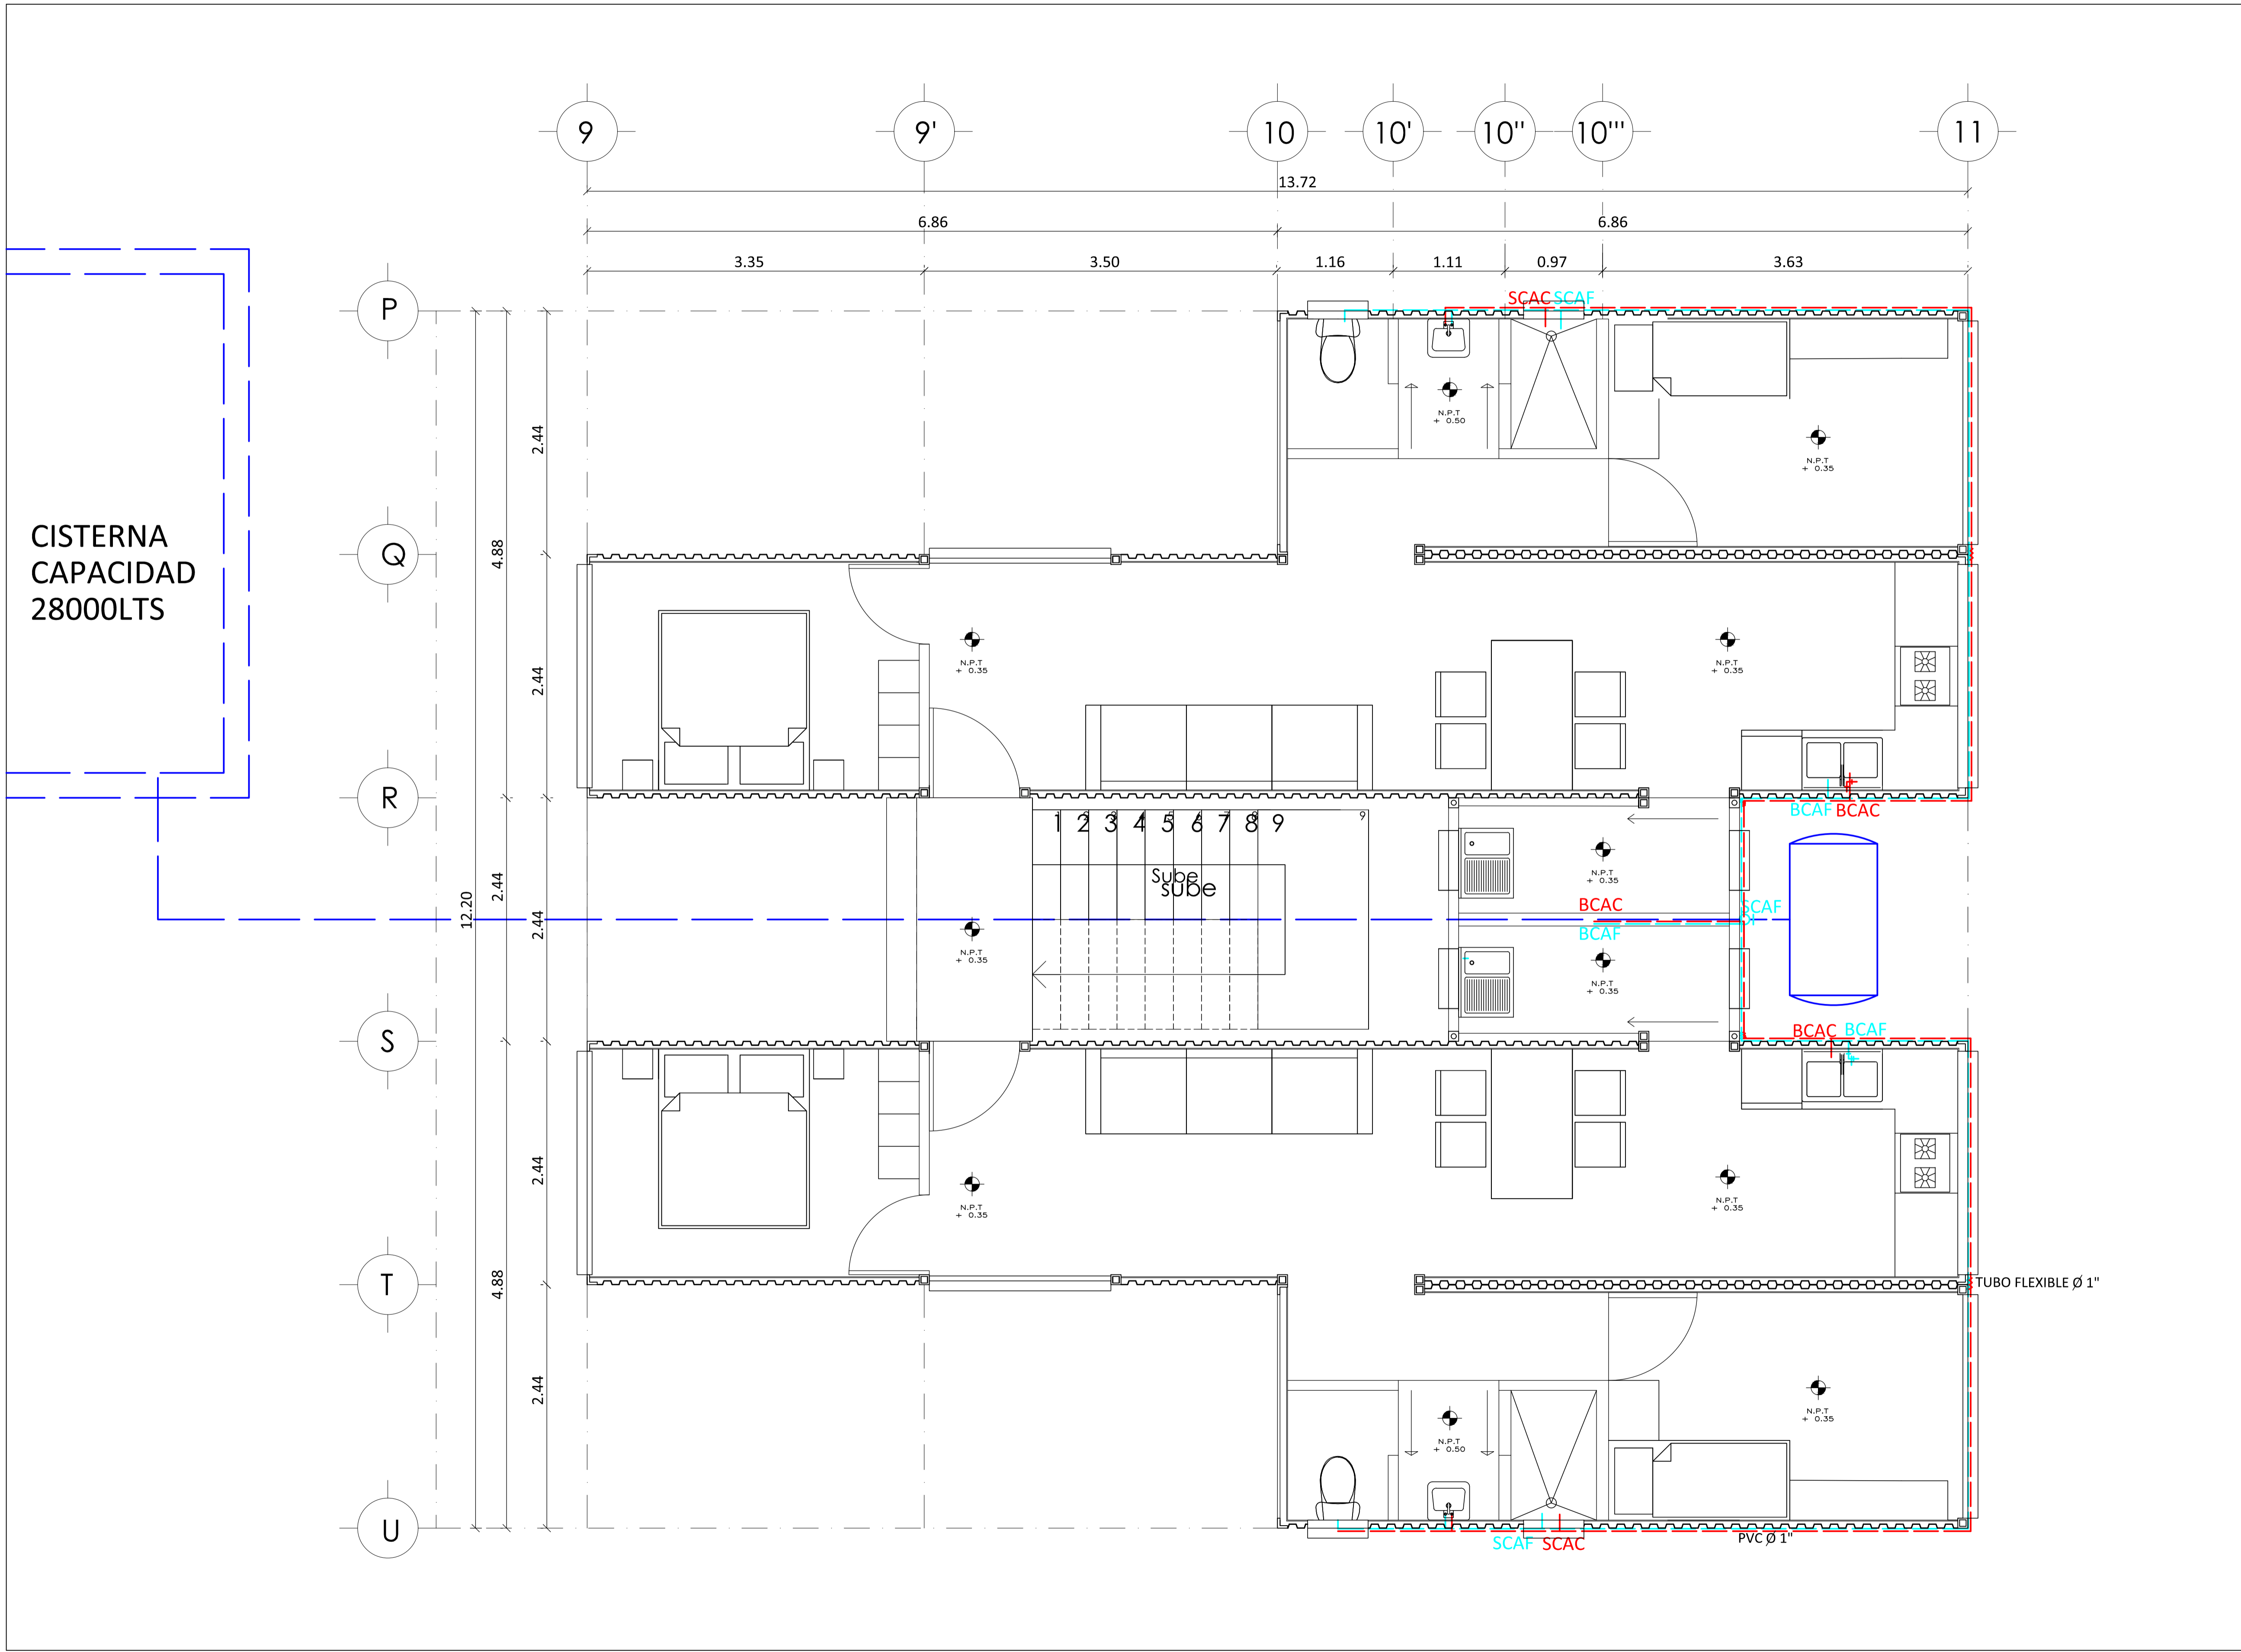 9
9'
10
10'
10''
10'''
11
13.72
6.86
6.86
3.35
3.50
1.16
1.11
0.97
3.63
SCAC
SCAF
P
2.44
N.P.T
+ 0.50
N.P.T
+ 0.35
CISTERNA
CAPACIDAD
28000LTS
Q
4.88
2.44
N.P.T
+ 0.35
N.P.T
+ 0.35
R
BCAF
BCAC
1
2
3
4
5
6
7
8
9
9
Sube
sube
N.P.T
+ 0.35
12.20
2.44
2.44
BCAC
SCAF
BCAF
N.P.T
+ 0.35
N.P.T
+ 0.35
S
BCAC
BCAF
2.44
N.P.T
+ 0.35
N.P.T
+ 0.35
T
4.88
TUBO FLEXIBLE Ø 1"
2.44
N.P.T
+ 0.50
N.P.T
+ 0.35
U
SCAF
SCAC
PVC Ø 1"